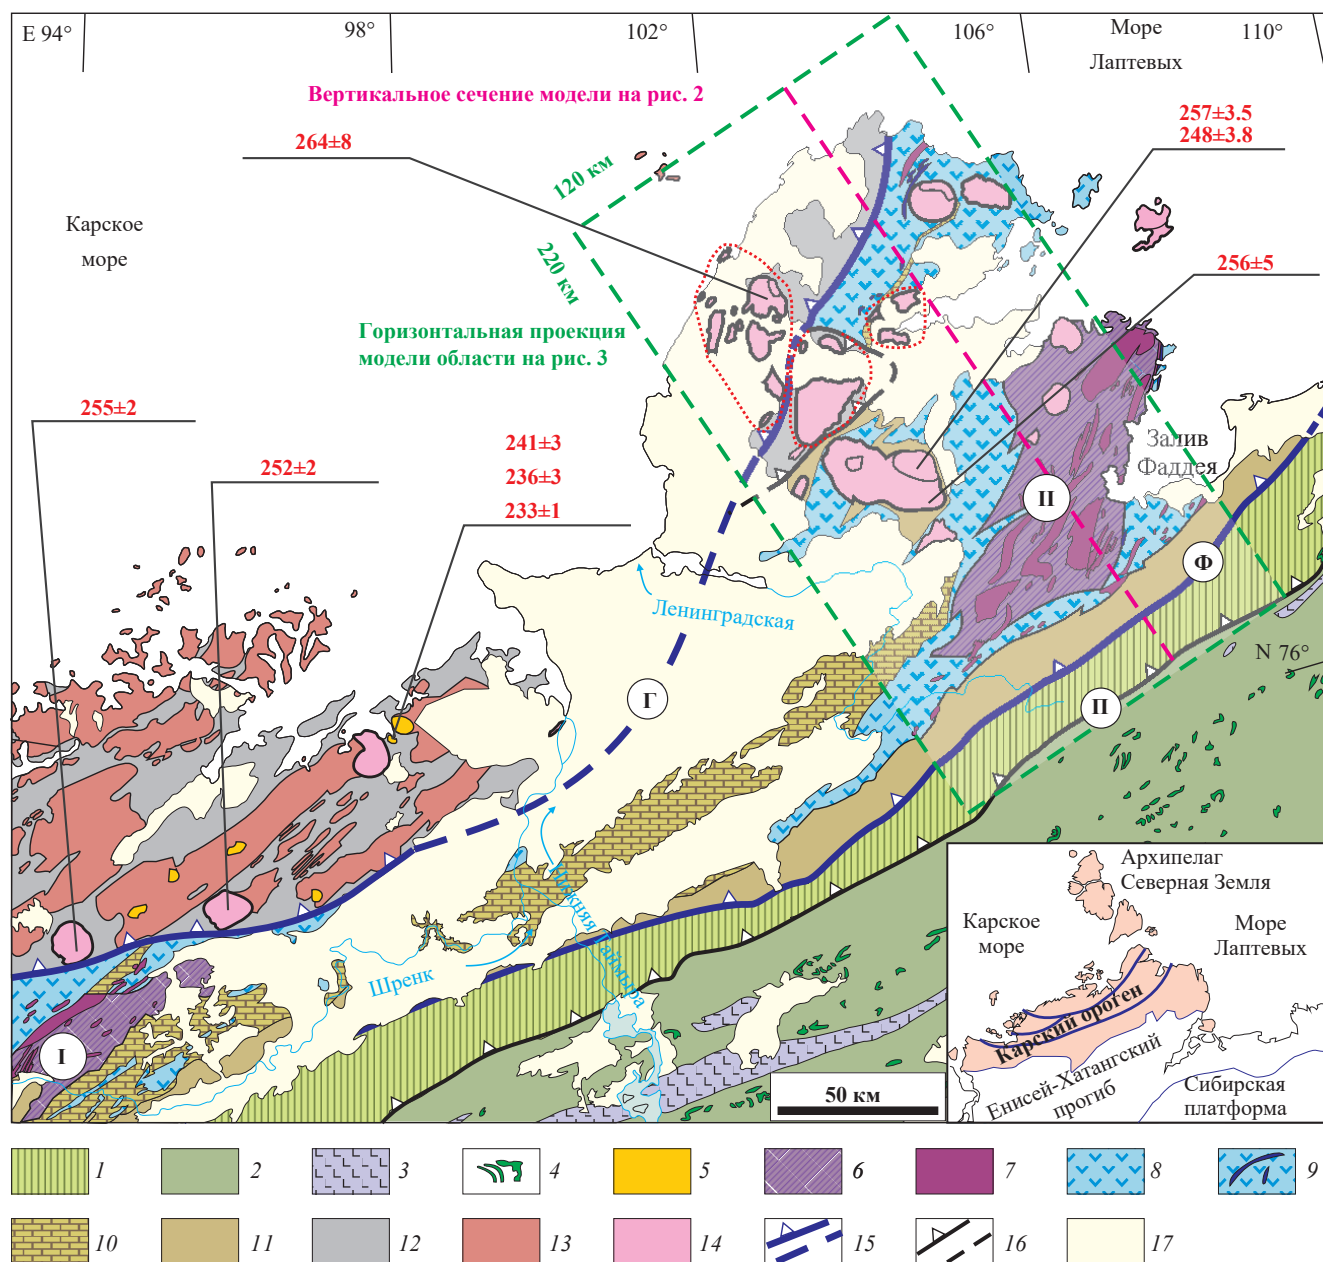 E 94°
98°
102°
106°
110°
Море
Лаптевых
Вертикальное сечение модели на рис. 2
264±8
257±3.5
248±3.8
120 км
220 км
Карское
море
256±5
Горизонтальная проекция
модели области на рис. 3
255±2
252±2
241±3
236±3
233±1
Залив
Фаддея
II
Ф
Ленинградская
N 76°
Г
П
Нижняя Таймыра
Шренк
I
50 км
Архипелаг
Северная Земля
Карское
море
Море
Лаптевых
Карский ороген
Енисей-Хатангский
прогиб
Сибирская
платформа
1
2
3
4
5
6
7
8
9
10
11
12
13
14
15
16
17